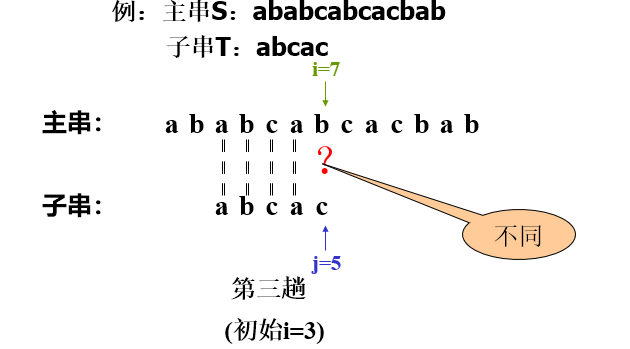 例：主串S：ababcabcacbab
子串T：abcac
i=7
主串： a b a b c a b c a c b a b
？
子串： a b c a c
不同
j=5
第三趟
(初始i=3)